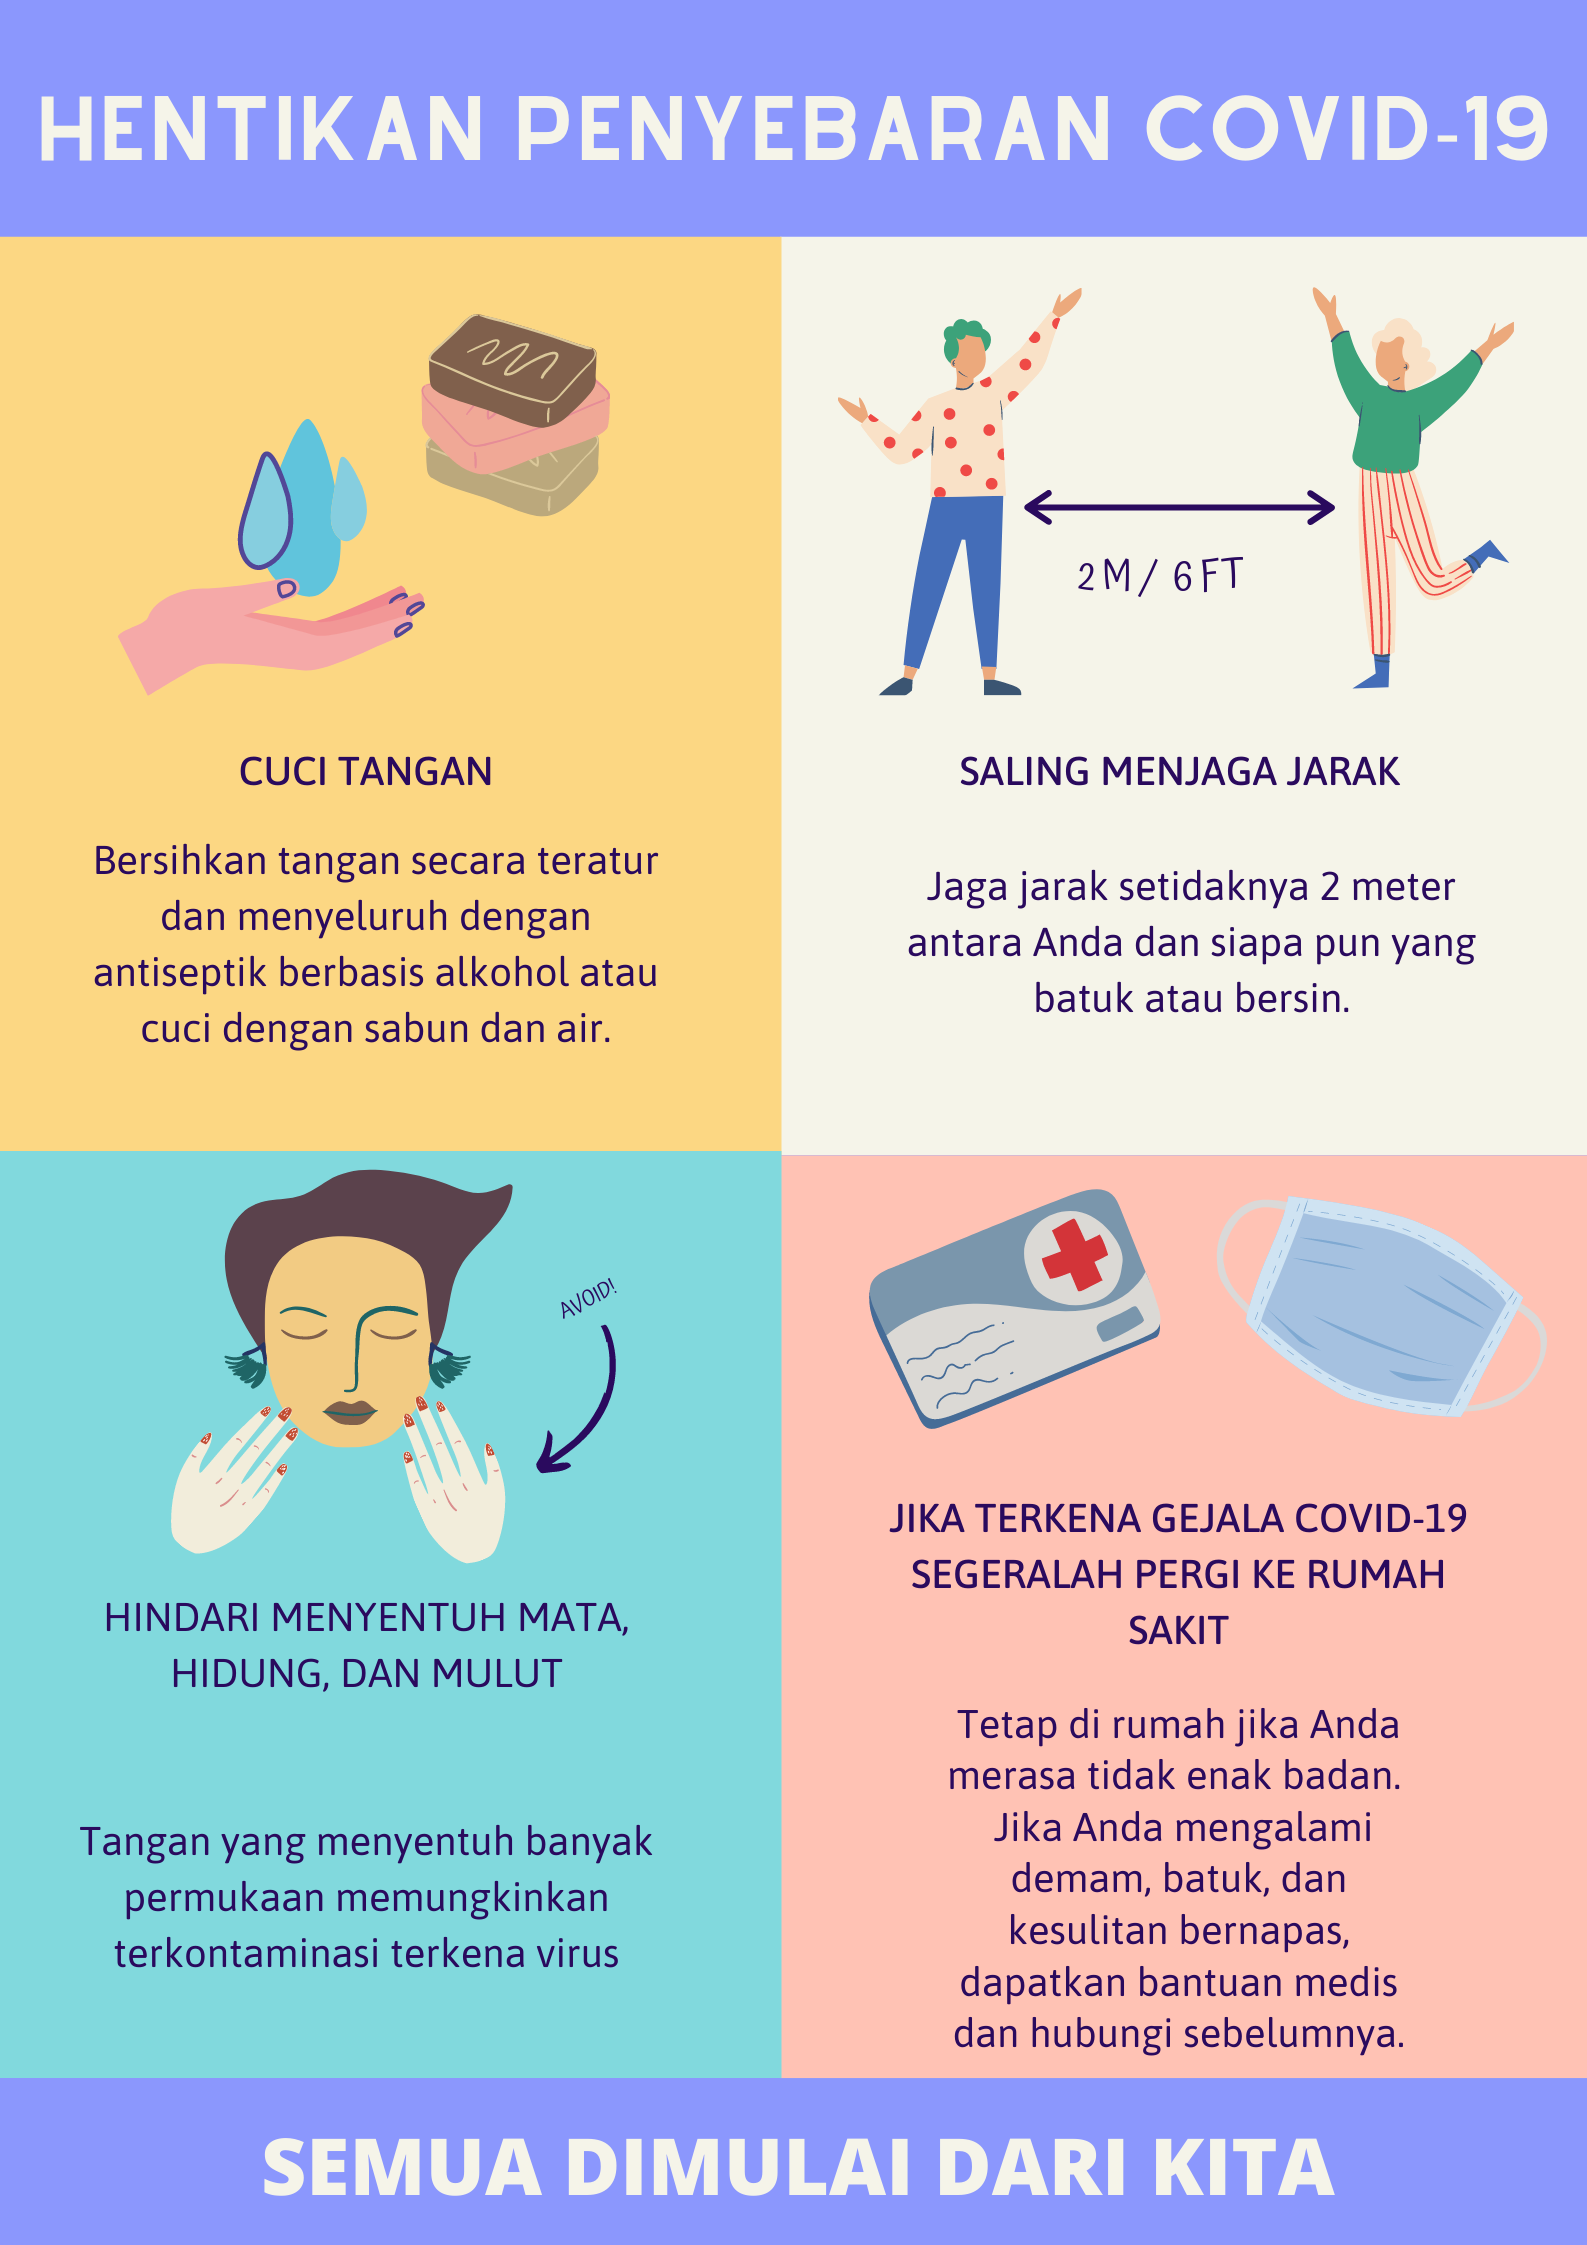 HENTIKAN PENYEBARAN COVID-19
CUCI TANGAN
Bersihkan tangan secara teratur
dan menyeluruh dengan
antiseptik berbasis alkohol atau
cuci dengan sabun dan air.
2 M / 6 FT
SALING MENJAGA JARAK
Jaga jarak setidaknya 2 meter
antara Anda dan siapa pun yang
batuk atau bersin.
AVOID!
HINDARI MENYENTUH MATA,
HIDUNG, DAN MULUT
Tangan yang menyentuh banyak
permukaan memungkinkan
terkontaminasi terkena virus
JIKA TERKENA GEJALA COVID-19
SEGERALAH PERGI KE RUMAH
SAKIT
Tetap di rumah jika Anda
merasa tidak enak badan.
Jika Anda mengalami
demam, batuk, dan
kesulitan bernapas,
dapatkan bantuan medis
dan hubungi sebelumnya.
SEMUA DIMULAI DARI KITA